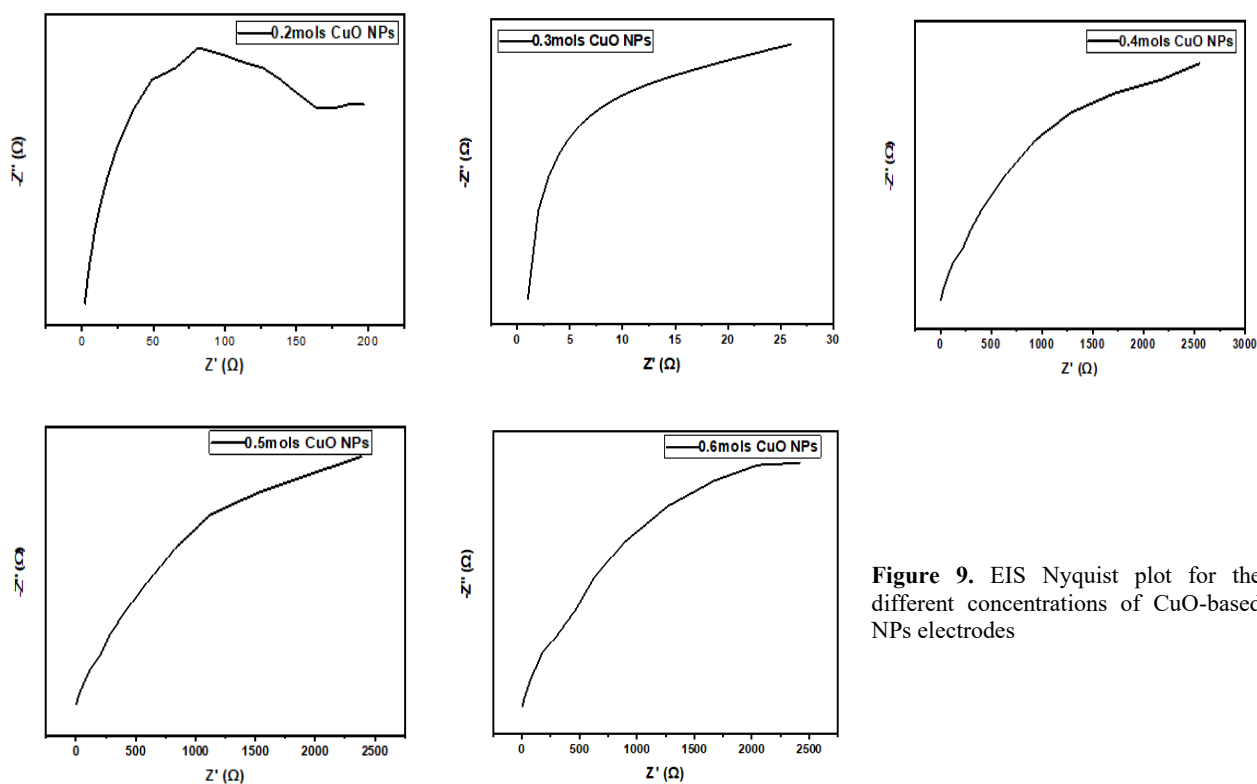 0.2mols CuO NPs
-Z'' (Ω)
0 50 100 150 200
Z' (Ω)
0.3mols CuO NPs
-Z'' (Ω)
0 5 10 15 20 25 30
Z' (Ω)
0.4mols CuO NPs
-Z'' (Ω)
0 500 1000 1500 2000 2500 3000
Z' (Ω)
0.5mols CuO NPs
-Z'' (Ω)
0 500 1000 1500 2000 2500
Z' (Ω)
0.6mols CuO NPs
-Z'' (Ω)
0 500 1000 1500 2000 2500
Z' (Ω)
Figure 9. EIS Nyquist plot for the
different concentrations of CuO-based
NPs electrodes